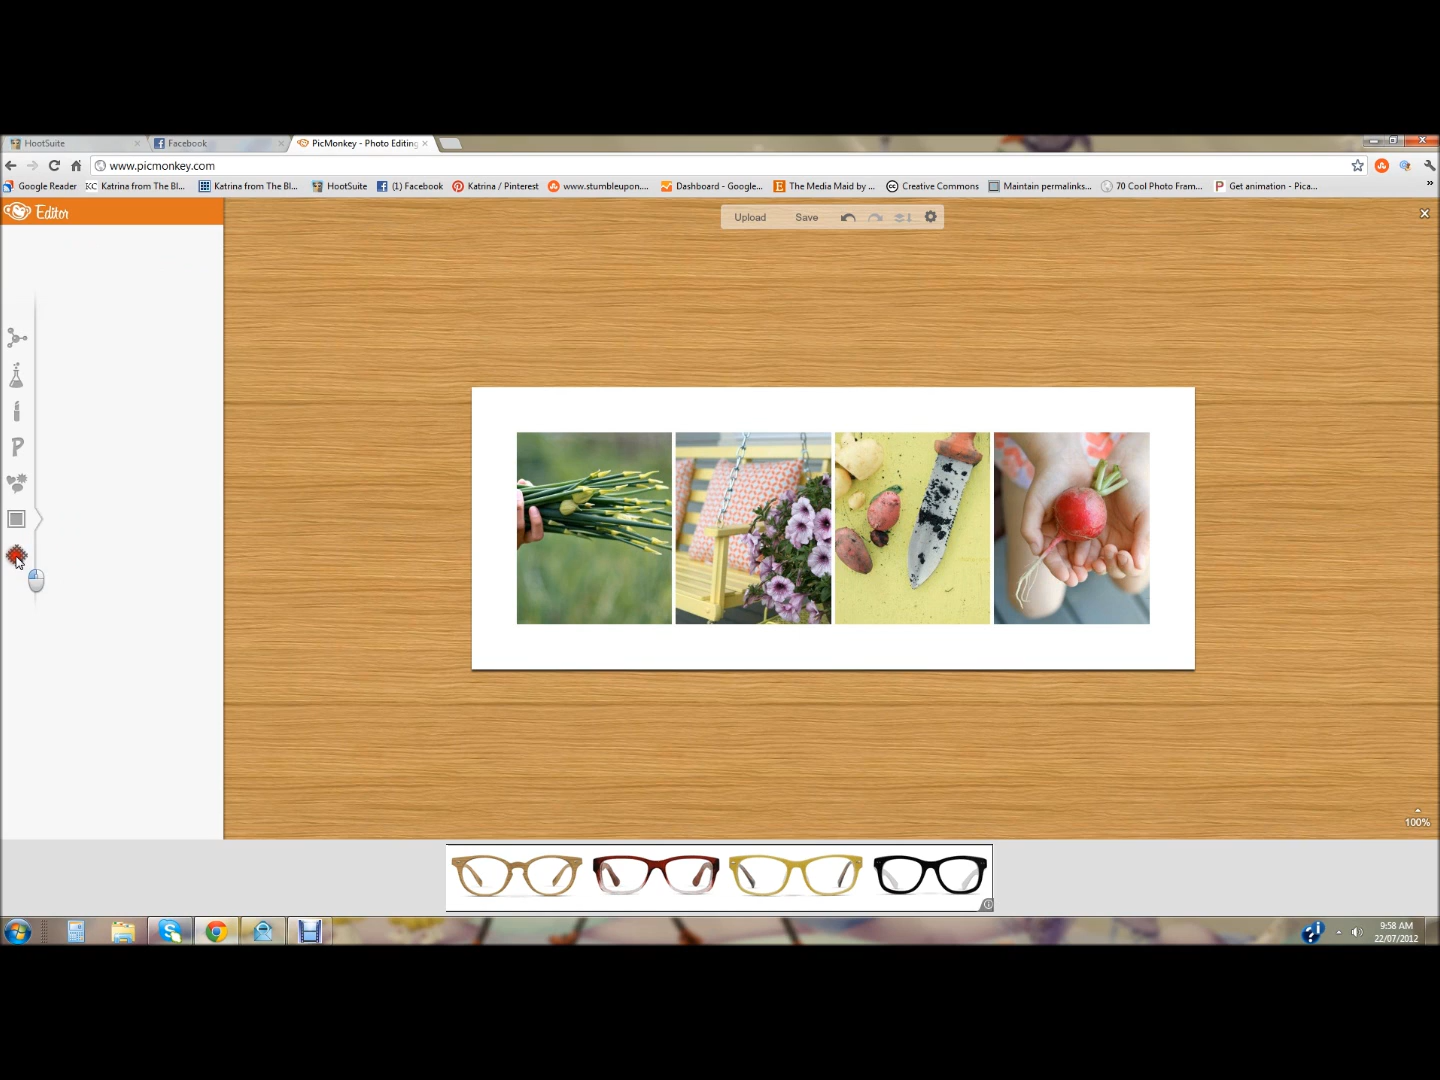 HootSuite
Facebook
PicMonkey - Photo Editing
www.picmonkey.com
Google Reader
KC Katrina from The Bl...
Katrina from The Bl...
HootSuite
(1) Facebook
Katrina / Pinterest
www.stumbleupon....
Dashboard - Google...
The Media Maid by ...
Creative Commons
Maintain permalinks...
70 Cool Photo Fram...
Get animation - Pica...
»
Editor
Upload
Save
100%
9:58 AM
22/07/2012